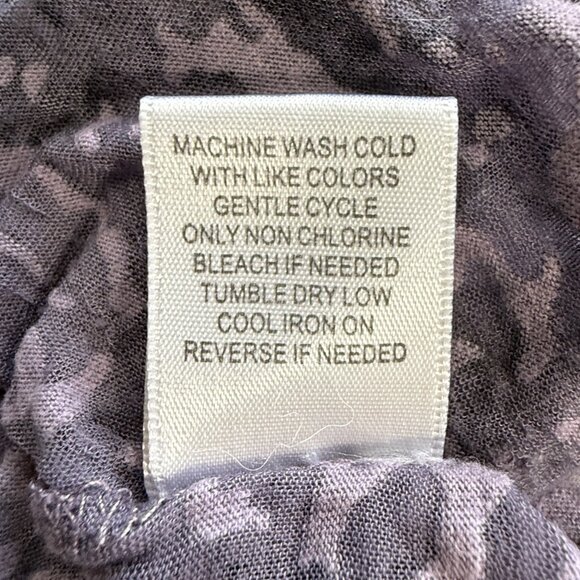 MACHINE WASH COLD
WITH LIKE COLORS
GENTLE CYCLE
ONLY NON CHLORINE
BLEACH IF NEEDED
TUMBLE DRY LOW
COOL IRON ON
REVERSE IF NEEDED